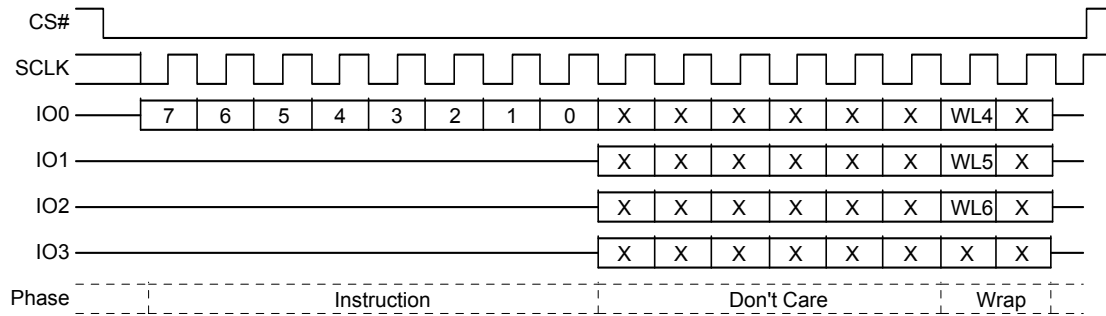 CS#
SCLK
IO0 7 6 5 4 3 2 1 0 X X X X X X WL4 X
IO1 X X X X X X WL5 X
IO2 X X X X X X WL6 X
IO3 X X X X X X X X
Phase Instruction Don't Care Wrap